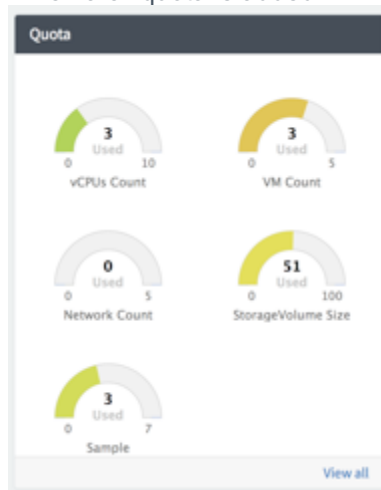 Quota
3
Used
0 10
vCPUs Count
3
Used
0 5
VM Count
0
Used
0 5
Network Count
51
Used
0 100
StorageVolume Size
3
Used
0 7
Sample
View all